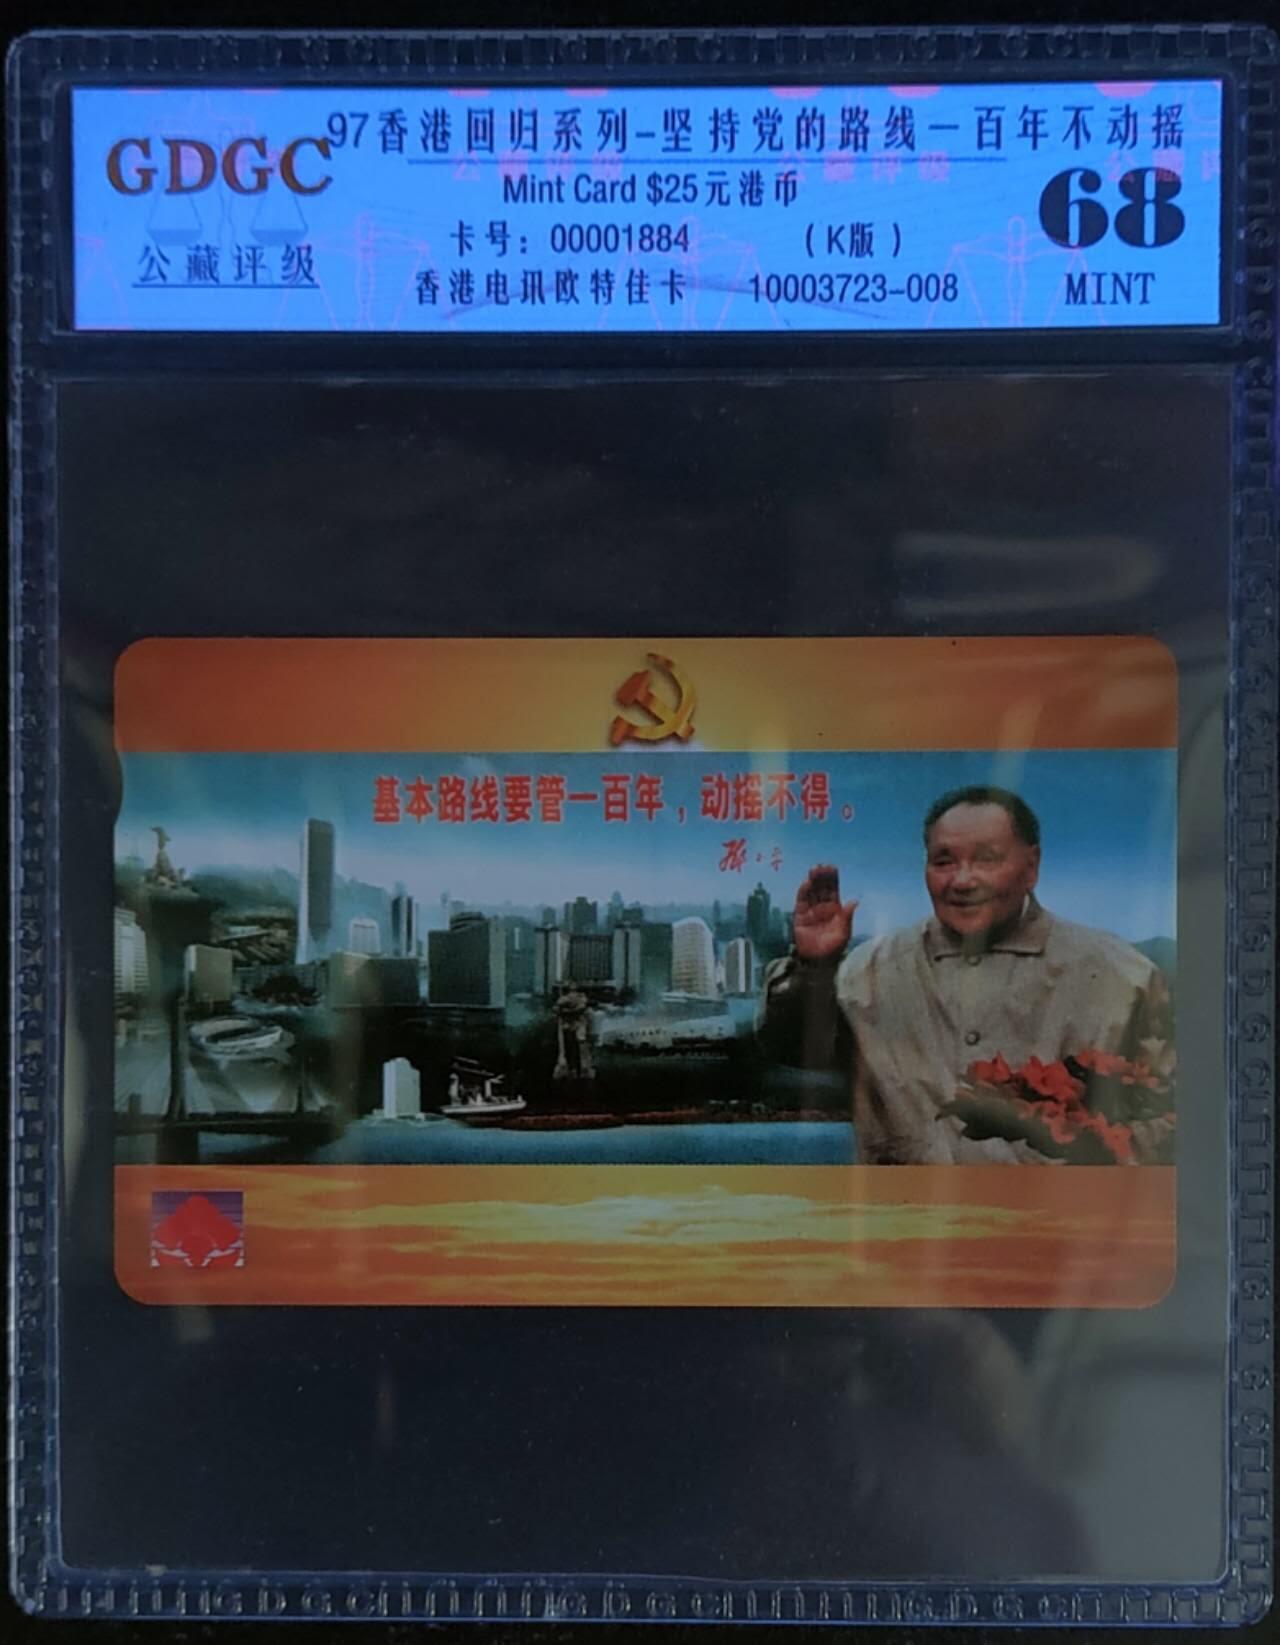 GDGC
公藏评级
97香港回归系列-坚持党的路线一百年不动摇
Mint Card $25元港币
卡号：00001884 （K版）
香港电讯欧特佳卡 10003723-008
68
MINT
基本路线要管一百年，动摇不得。